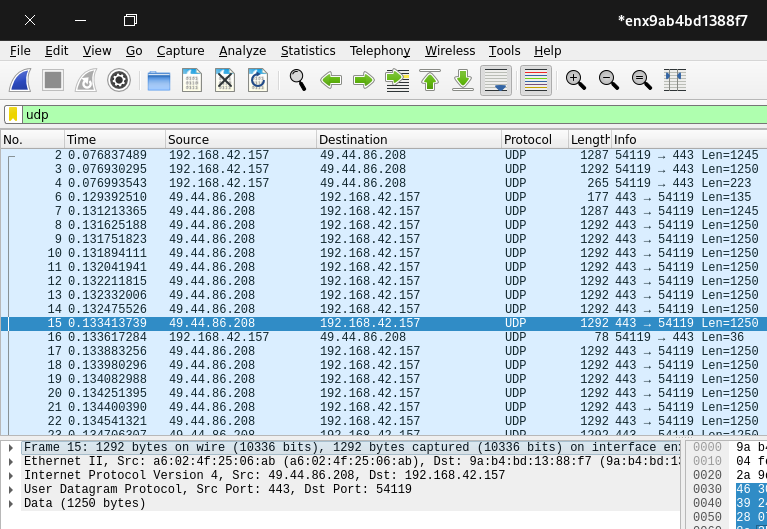 *enx9ab4bd1388f7
File Edit View Go Capture Analyze Statistics Telephony Wireless Tools Help
udp
No. Time Source Destination Protocol Length Info
2 0.076837489 192.168.42.157 49.44.86.208 UDP 1287 54119 → 443 Len=1245
3 0.076930295 192.168.42.157 49.44.86.208 UDP 1292 54119 → 443 Len=1250
4 0.076993543 192.168.42.157 49.44.86.208 UDP 265 54119 → 443 Len=223
6 0.129392510 49.44.86.208 192.168.42.157 UDP 177 443 → 54119 Len=135
7 0.131213365 49.44.86.208 192.168.42.157 UDP 1287 443 → 54119 Len=1245
8 0.131625188 49.44.86.208 192.168.42.157 UDP 1292 443 → 54119 Len=1250
9 0.131751823 49.44.86.208 192.168.42.157 UDP 1292 443 → 54119 Len=1250
10 0.131894111 49.44.86.208 192.168.42.157 UDP 1292 443 → 54119 Len=1250
11 0.132041941 49.44.86.208 192.168.42.157 UDP 1292 443 → 54119 Len=1250
12 0.132211815 49.44.86.208 192.168.42.157 UDP 1292 443 → 54119 Len=1250
13 0.132332006 49.44.86.208 192.168.42.157 UDP 1292 443 → 54119 Len=1250
14 0.132475526 49.44.86.208 192.168.42.157 UDP 1292 443 → 54119 Len=1250
15 0.133413739 49.44.86.208 192.168.42.157 UDP 1292 443 → 54119 Len=1250
16 0.133617284 192.168.42.157 49.44.86.208 UDP 78 54119 → 443 Len=36
17 0.133883256 49.44.86.208 192.168.42.157 UDP 1292 443 → 54119 Len=1250
18 0.133980296 49.44.86.208 192.168.42.157 UDP 1292 443 → 54119 Len=1250
19 0.134082988 49.44.86.208 192.168.42.157 UDP 1292 443 → 54119 Len=1250
20 0.134251395 49.44.86.208 192.168.42.157 UDP 1292 443 → 54119 Len=1250
21 0.134400390 49.44.86.208 192.168.42.157 UDP 1292 443 → 54119 Len=1250
22 0.134541321 49.44.86.208 192.168.42.157 UDP 1292 443 → 54119 Len=1250
Frame 15: 1292 bytes on wire (10336 bits), 1292 bytes captured (10336 bits) on interface en 0000 9a b4
Ethernet II, Src: a6:02:4f:25:06:ab (a6:02:4f:25:06:ab), Dst: 9a:b4:bd:13:88:f7 (9a:b4:bd:13 0010 04 fe
Internet Protocol Version 4, Src: 49.44.86.208, Dst: 192.168.42.157 0020 2a 9d
User Datagram Protocol, Src Port: 443, Dst Port: 54119 0030 46
Data (1250 bytes) 0040 39
0050 28